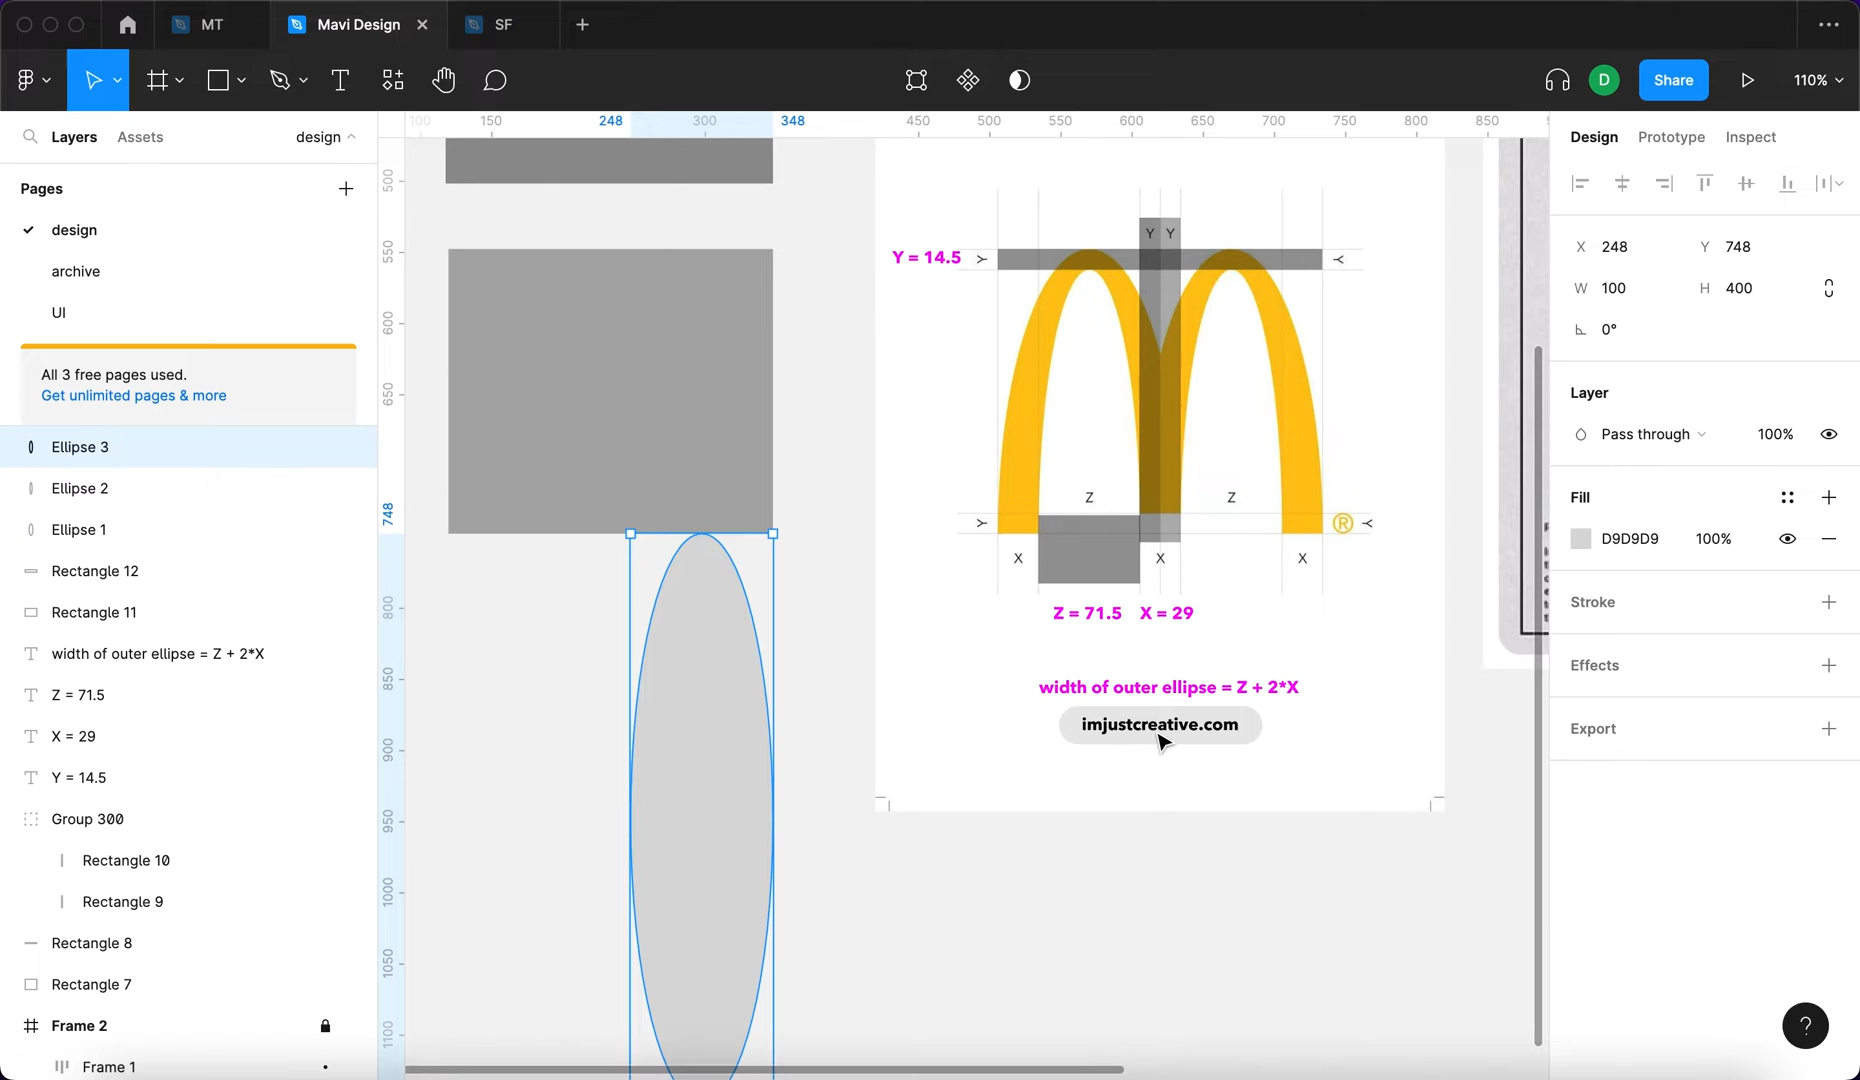 MT
Mavi Design
SF
Share
110%
Layers
Assets
design
Pages
design
archive
UI
All 3 free pages used.
Get unlimited pages & more
Ellipse 3
Ellipse 2
Ellipse 1
Rectangle 12
Rectangle 11
width of outer ellipse = Z + 2*X
Z = 71.5
X = 29
Y = 14.5
Group 300
Rectangle 10
Rectangle 9
Rectangle 8
Rectangle 7
Frame 2
Frame 1
100 150 248 300 348 450 500 550 600 650 700 750 800 850
500
550
600
650
748
800
850
900
950
1000
1050
1100
Y Y
Y = 14.5 Y Y
Z Z
Y ® Y
X X X
Z = 71.5 X = 29
width of outer ellipse = Z + 2*X
imjustcreative.com
D
Design Prototype Inspect
X 248 Y 748
W 100 H 400
0°
Layer
Pass through 100%
Fill
D9D9D9 100%
Stroke
Effects
Export
?